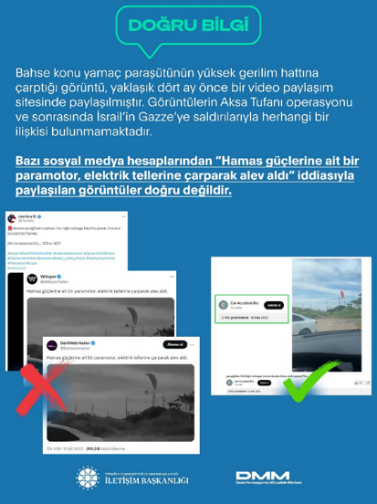 DOĞRU BİLGİ
Bahse konu yamaç paraşütünün yüksek gerilim hattına
çarptığı görüntü, yaklaşık dört ay önce bir video paylaşım
sitesinde paylaşılmıştır. Görüntülerin Aksa Tufanı operasyonu
ve sonrasında İsrail'in Gazze'ye saldırılarıyla herhangi bir
ilişkisi bulunmamaktadır.
Bazı sosyal medya hesaplarından “Hamas güçlerine ait bir
paramotor, elektrik tellerine çarparak alev aldı” iddiasıyla
paylaşılan görüntüler doğru değildir.
Hamas güçlerine ait bir paramotor, elektrik tellerine çarparak alev aldı.
Hamas güçlerine ait bir paramotor, elektrik tellerine çarparak alev aldı.
İLETİŞİM BAŞKANLIĞI
DMM